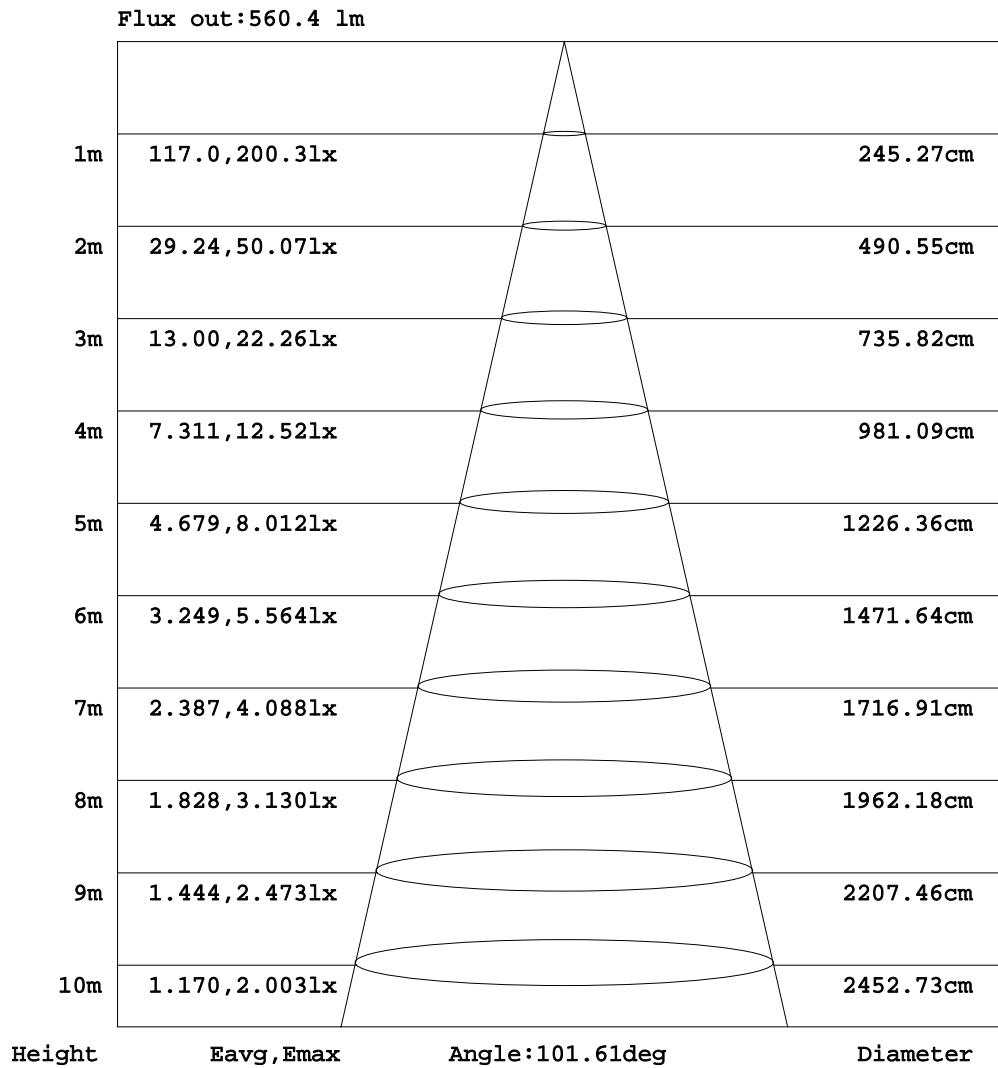 Flux out:560.4 lm
1m 117.0,200.3lx 245.27cm
2m 29.24,50.07lx 490.55cm
3m 13.00,22.26lx 735.82cm
4m 7.311,12.52lx 981.09cm
5m 4.679,8.012lx 1226.36cm
6m 3.249,5.564lx 1471.64cm
7m 2.387,4.088lx 1716.91cm
8m 1.828,3.130lx 1962.18cm
9m 1.444,2.473lx 2207.46cm
10m 1.170,2.003lx 2452.73cm
Height Eavg,Emax Angle:101.61deg Diameter